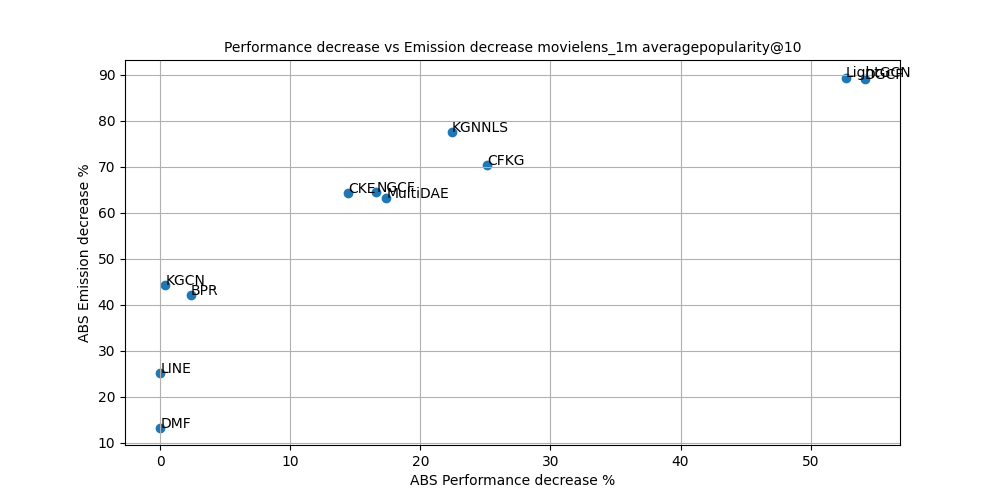 Performance decrease vs Emission decrease movielens_1m averagepopularity@10
90
80
70
60
50
40
30
20
10
ABS Emission decrease %
LightGCN
DGCF
KGNNLS
CFKG
CKE
NGCF
MultiDAE
KGCN
BPR
LINE
DMF
0
10
20
30
40
50
ABS Performance decrease %